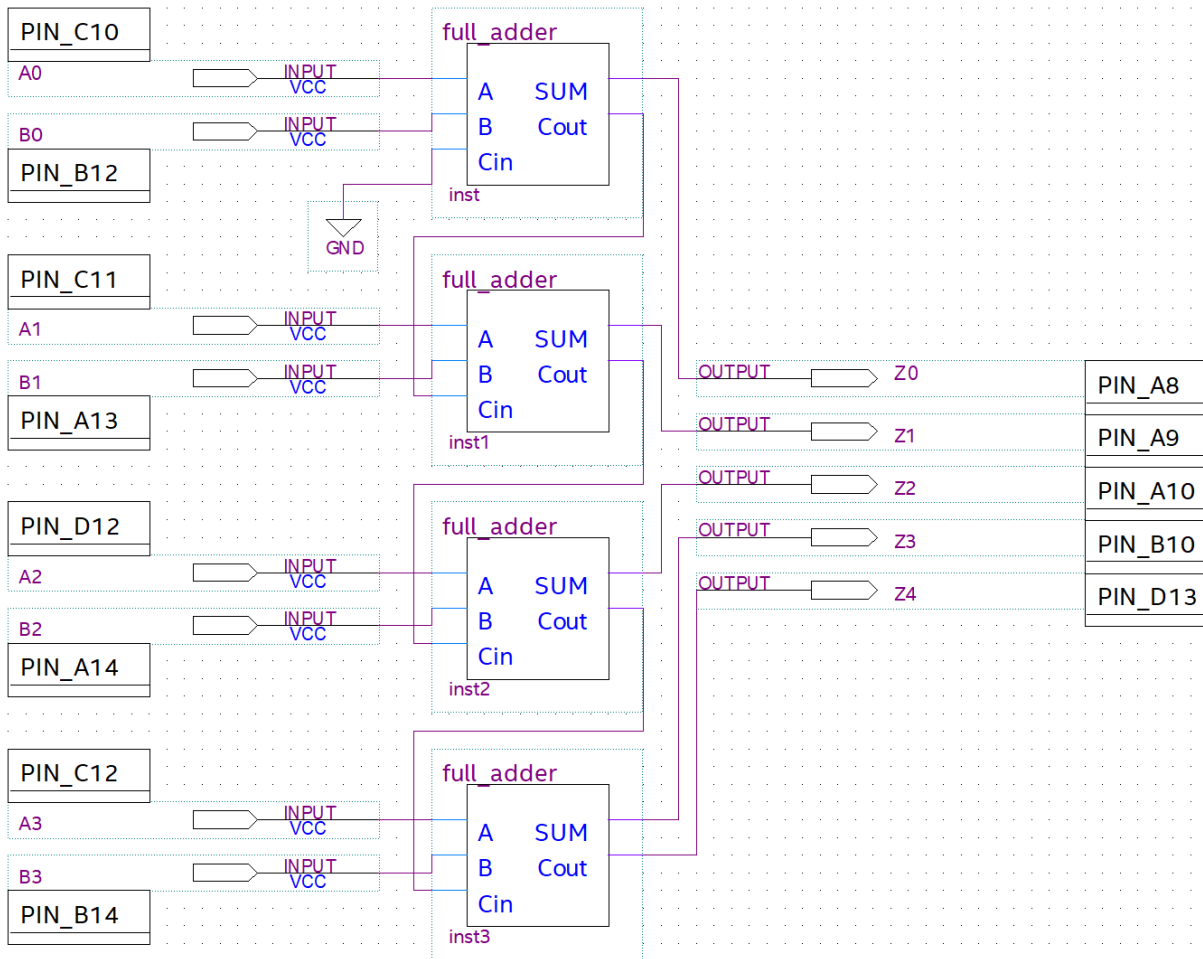 PIN_C10
full_adder
A0
INPUT
VCC
A SUM
B0
INPUT
VCC
B Cout
PIN_B12
Cin
inst
GND
PIN_C11
full_adder
A1
INPUT
VCC
A SUM
B1
INPUT
VCC
B Cout
PIN_A13
Cin
inst1
OUTPUT
Z0
PIN_A8
OUTPUT
Z1
PIN_A9
OUTPUT
Z2
PIN_A10
OUTPUT
Z3
PIN_B10
OUTPUT
Z4
PIN_D13
PIN_D12
full_adder
A2
INPUT
VCC
A SUM
B2
INPUT
VCC
B Cout
PIN_A14
Cin
inst2
PIN_C12
full_adder
A3
INPUT
VCC
A SUM
B3
INPUT
VCC
B Cout
PIN_B14
Cin
inst3